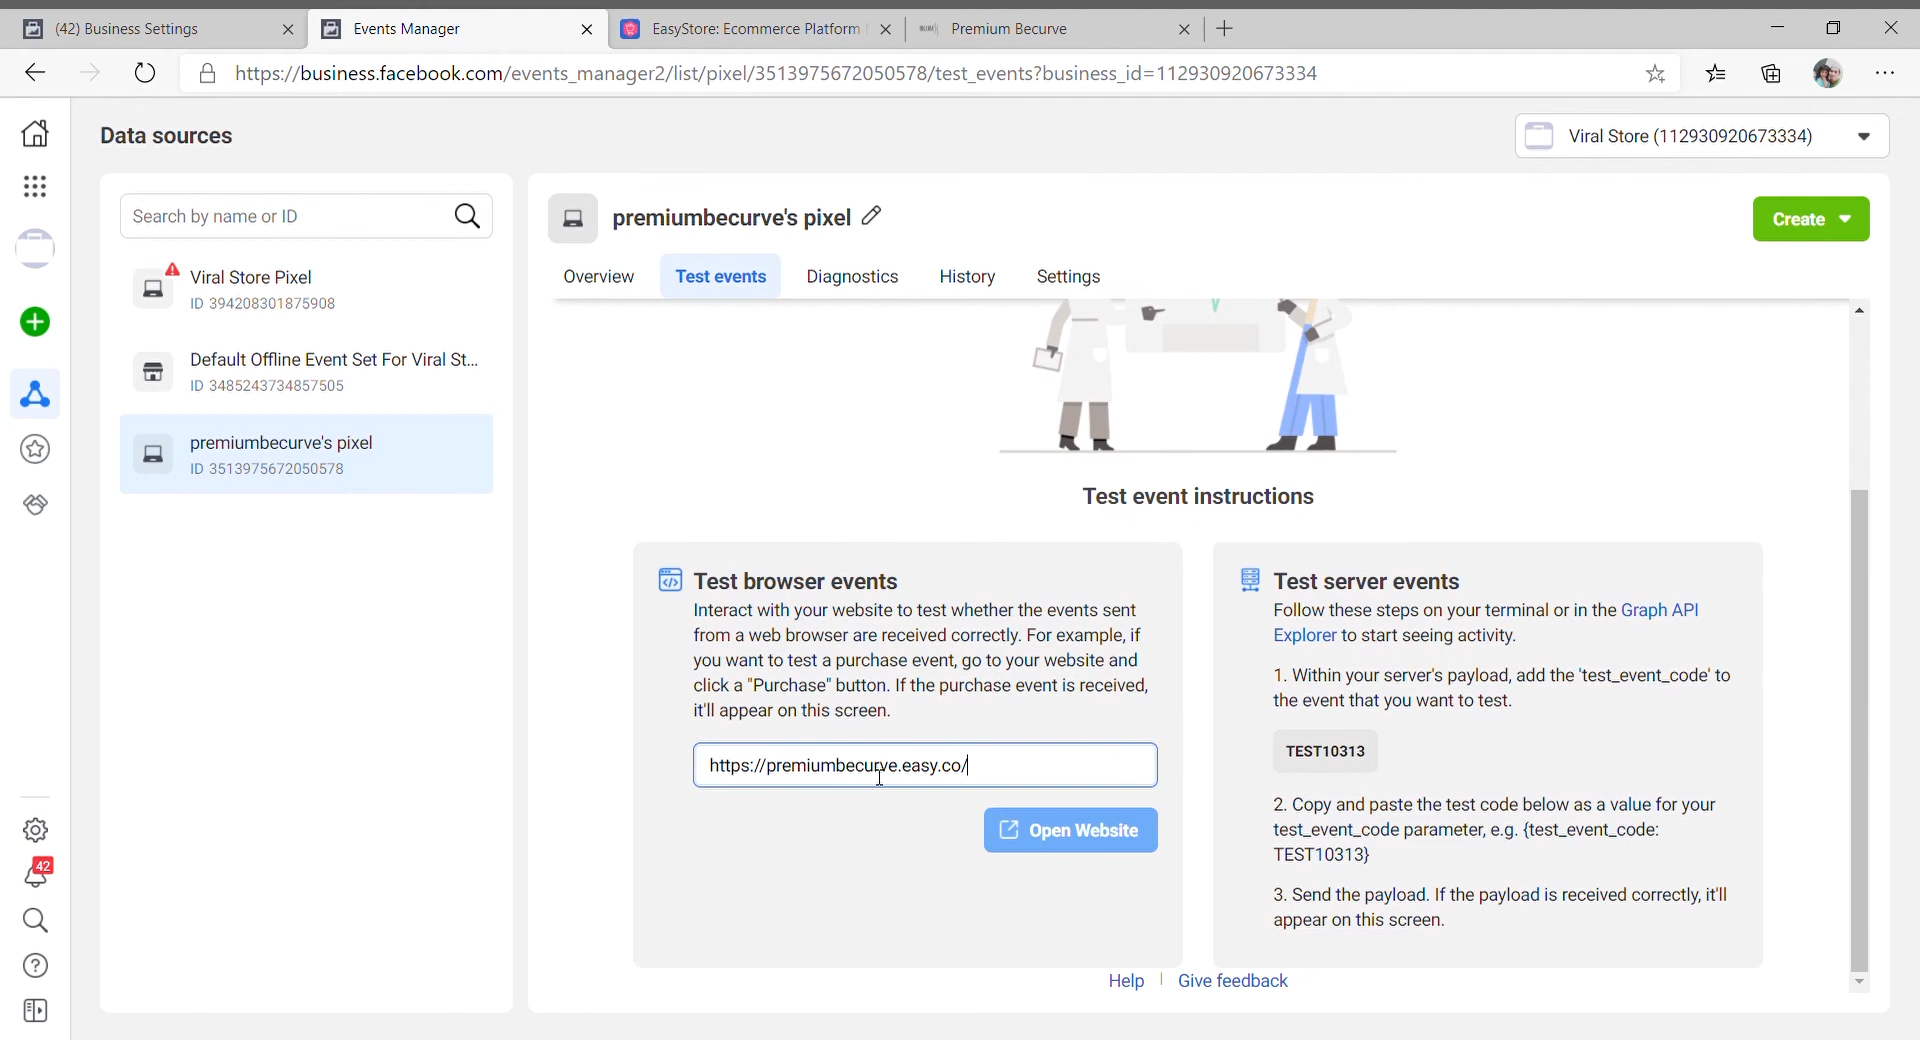 (42) Business Settings
Events Manager
EasyStore: Ecommerce Platform
Premium Becurve
https://business.facebook.com/events_manager2/list/pixel/3513975672050578/test_events?business_id=112930920673334
Data sources
Viral Store (112930920673334)
Search by name or ID
Viral Store Pixel
ID 394208301875908
Default Offline Event Set For Viral St...
ID 3485243734857505
premiumbecurve's pixel
ID 3513975672050578
42
premiumbecurve's pixel
Create
Overview
Test events
Diagnostics
History
Settings
Test event instructions
Test browser events
Interact with your website to test whether the events sent
from a web browser are received correctly. For example, if
you want to test a purchase event, go to your website and
click a "Purchase" button. If the purchase event is received,
it'll appear on this screen.
https://premiumbecurve.easy.co/
Open Website
Test server events
Follow these steps on your terminal or in the Graph API
Explorer to start seeing activity.
1. Within your server's payload, add the 'test_event_code' to
the event that you want to test.
TEST10313
2. Copy and paste the test code below as a value for your
test_event_code parameter, e.g. {test_event_code:
TEST10313}
3. Send the payload. If the payload is received correctly, it'll
appear on this screen.
Help
Give feedback